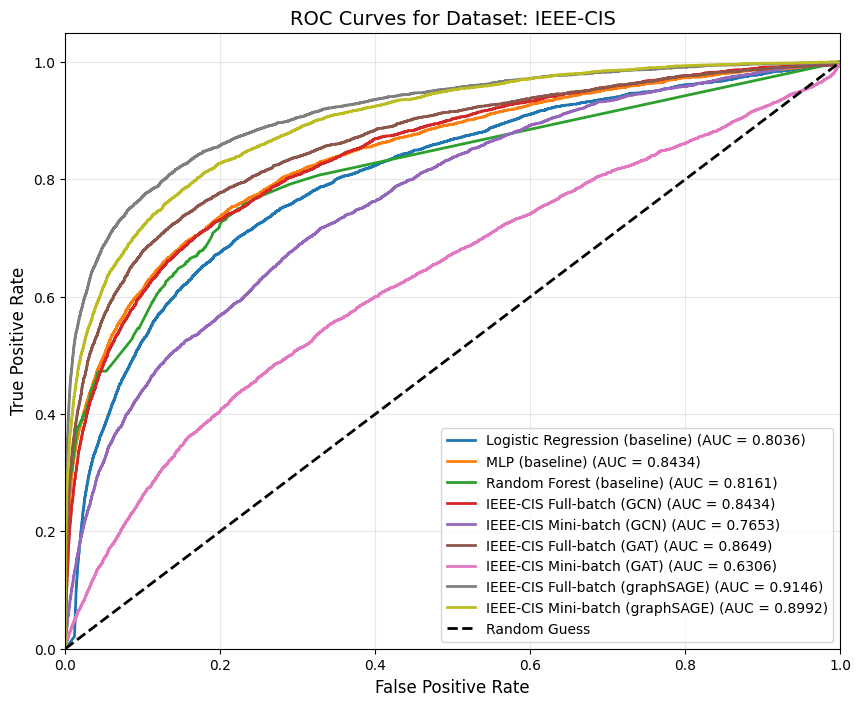 ROC Curves for Dataset: IEEE-CIS
True Positive Rate
1.0
0.8
0.6
0.4
0.2
0.0
Logistic Regression (baseline) (AUC = 0.8036)
MLP (baseline) (AUC = 0.8434)
Random Forest (baseline) (AUC = 0.8161)
IEEE-CIS Full-batch (GCN) (AUC = 0.8434)
IEEE-CIS Mini-batch (GCN) (AUC = 0.7653)
IEEE-CIS Full-batch (GAT) (AUC = 0.8649)
IEEE-CIS Mini-batch (GAT) (AUC = 0.6306)
IEEE-CIS Full-batch (graphSAGE) (AUC = 0.9146)
IEEE-CIS Mini-batch (graphSAGE) (AUC = 0.8992)
Random Guess
0.0 0.2 0.4 0.6 0.8 1.0
False Positive Rate